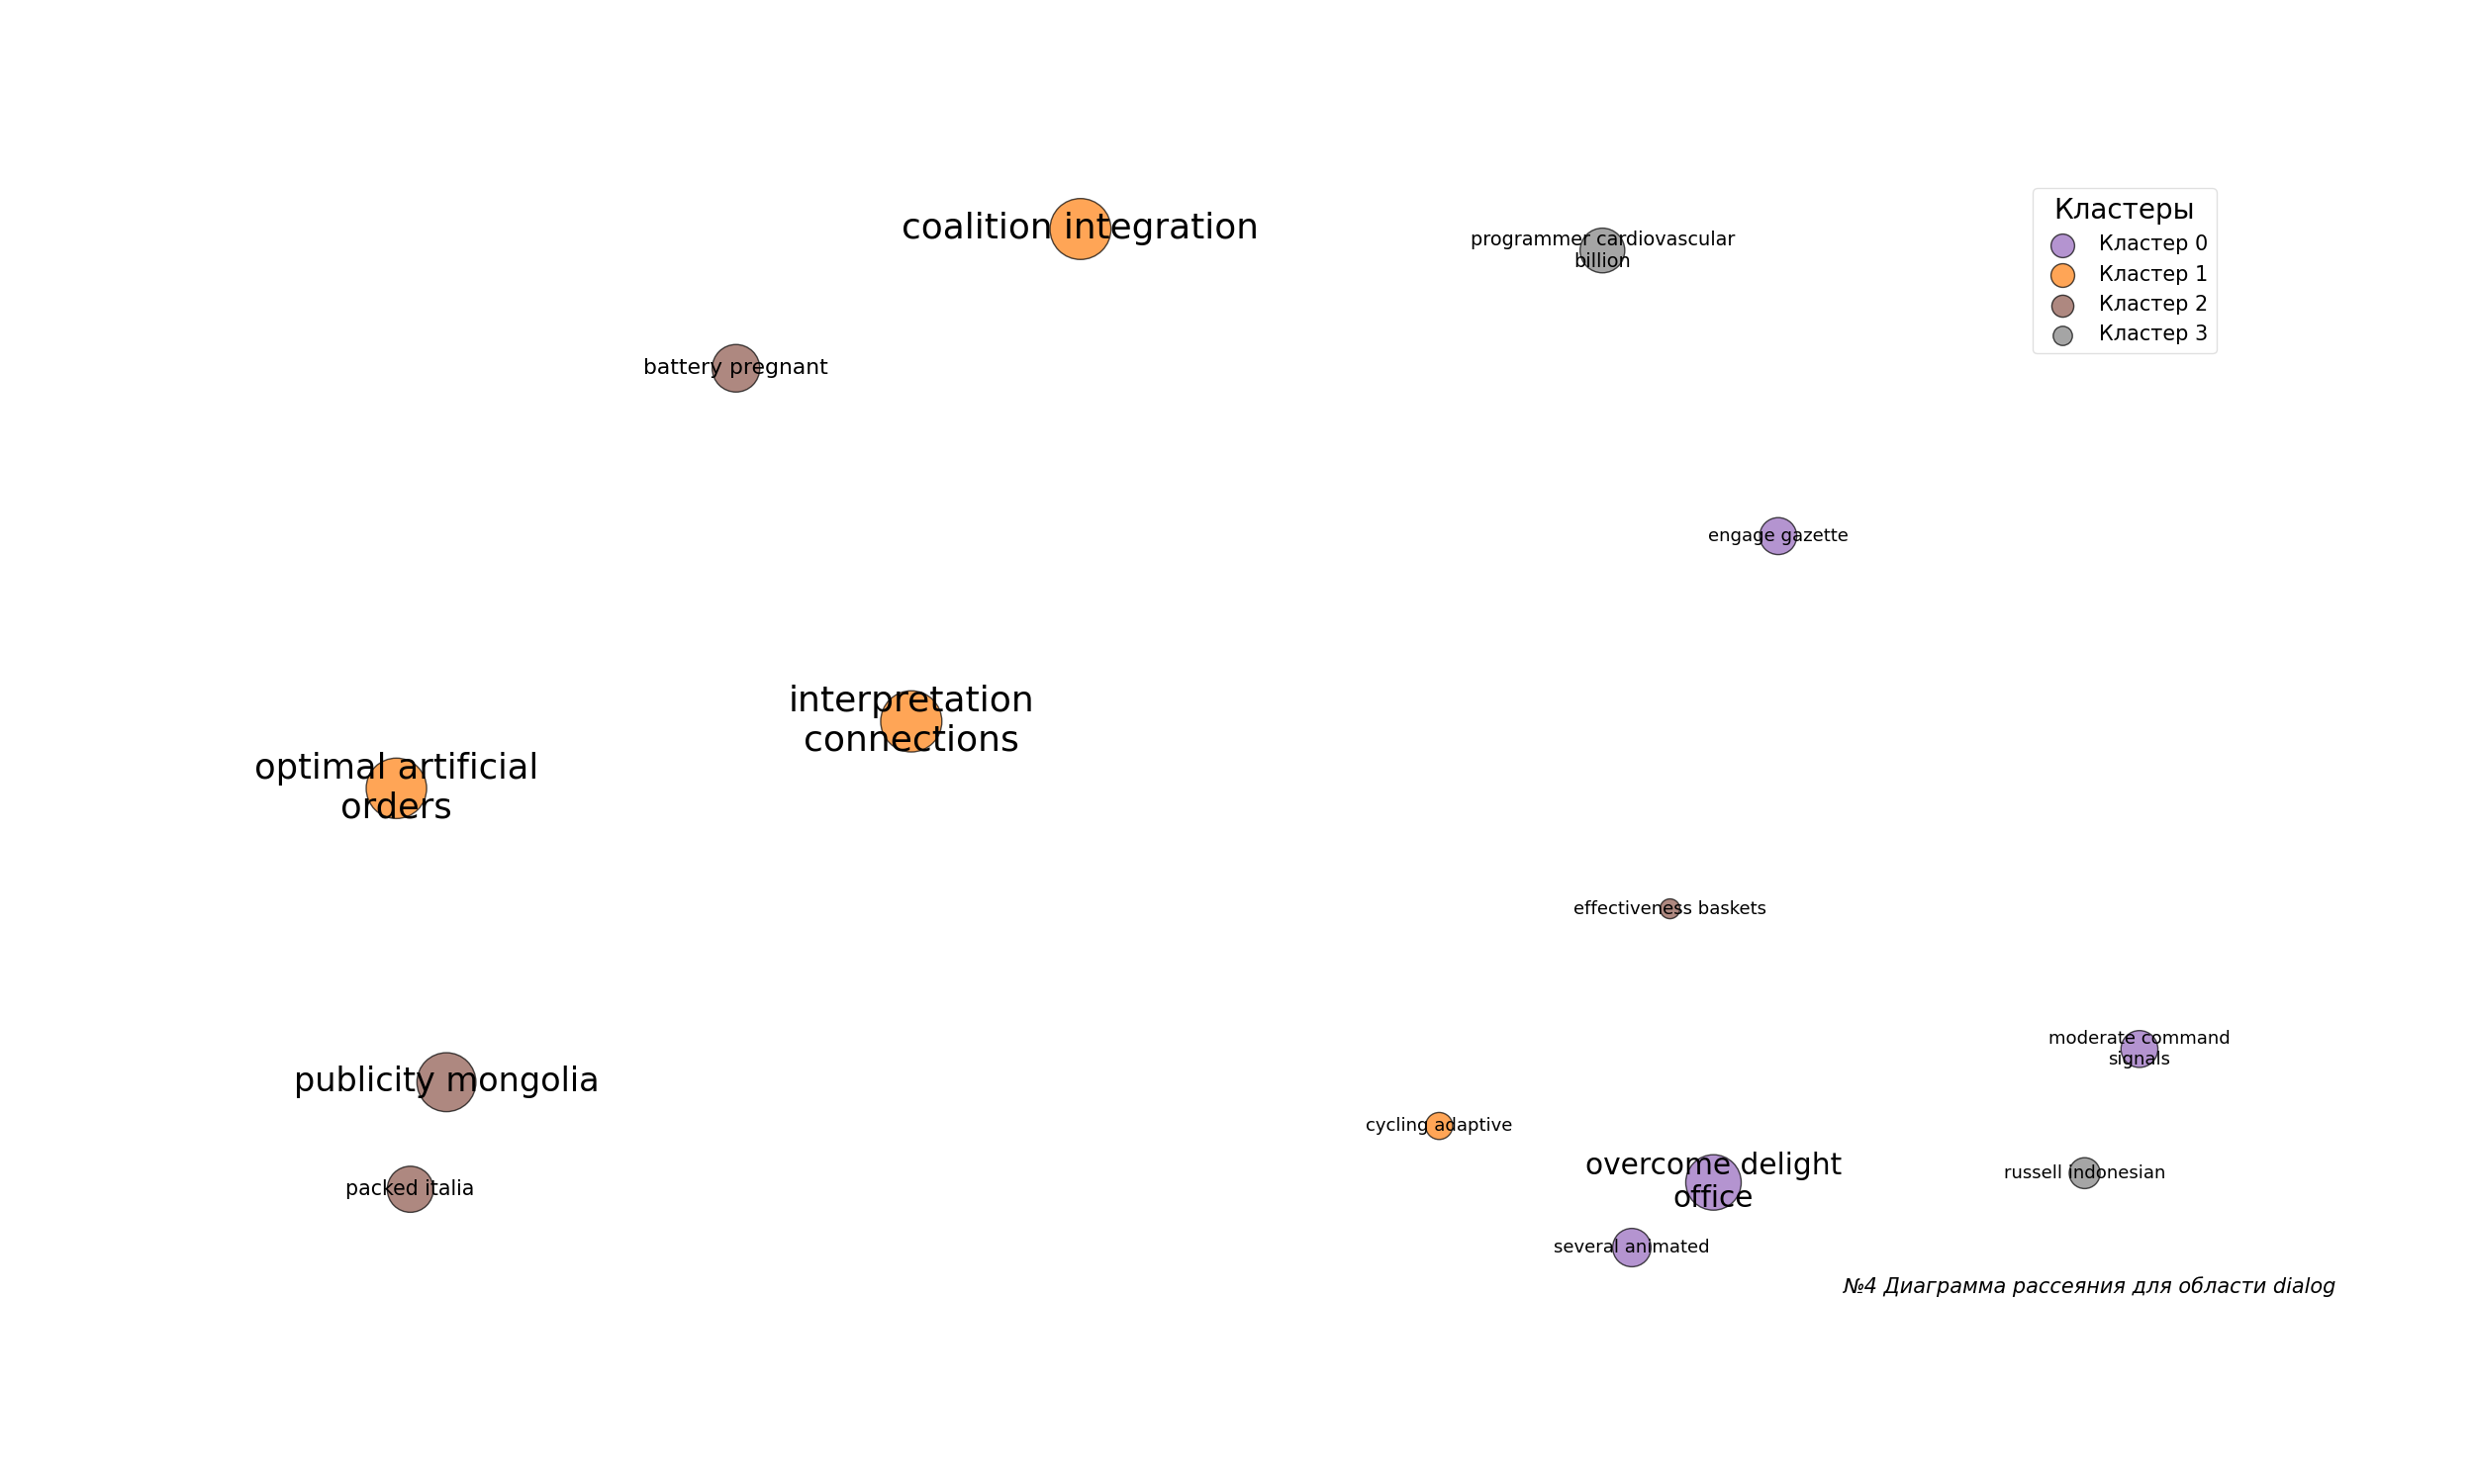 coalition integration
programmer cardiovascular
billion
Кластеры
Кластер 0
Кластер 1
Кластер 2
Кластер 3
battery pregnant
engage gazette
interpretation
connections
optimal artificial
orders
effectiveness baskets
moderate command
signals
publicity mongolia
cycling adaptive
overcome delight
office
russell indonesian
packed italia
several animated
№4 Диаграмма рассеяния для области dialog